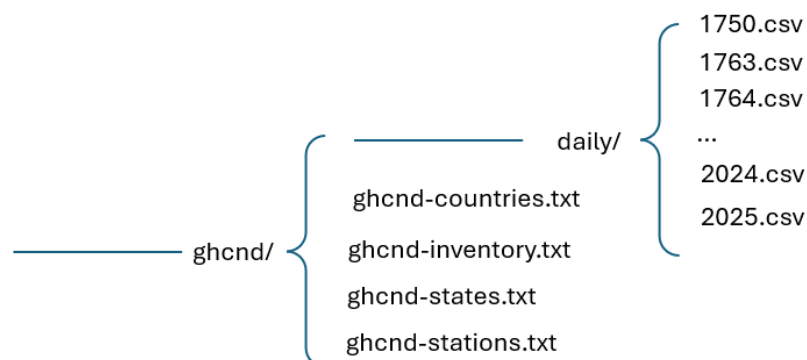 ghcnd/
daily/
1750.csv
1763.csv
1764.csv
...
2024.csv
2025.csv
ghcnd-countries.txt
ghcnd-inventory.txt
ghcnd-states.txt
ghcnd-stations.txt